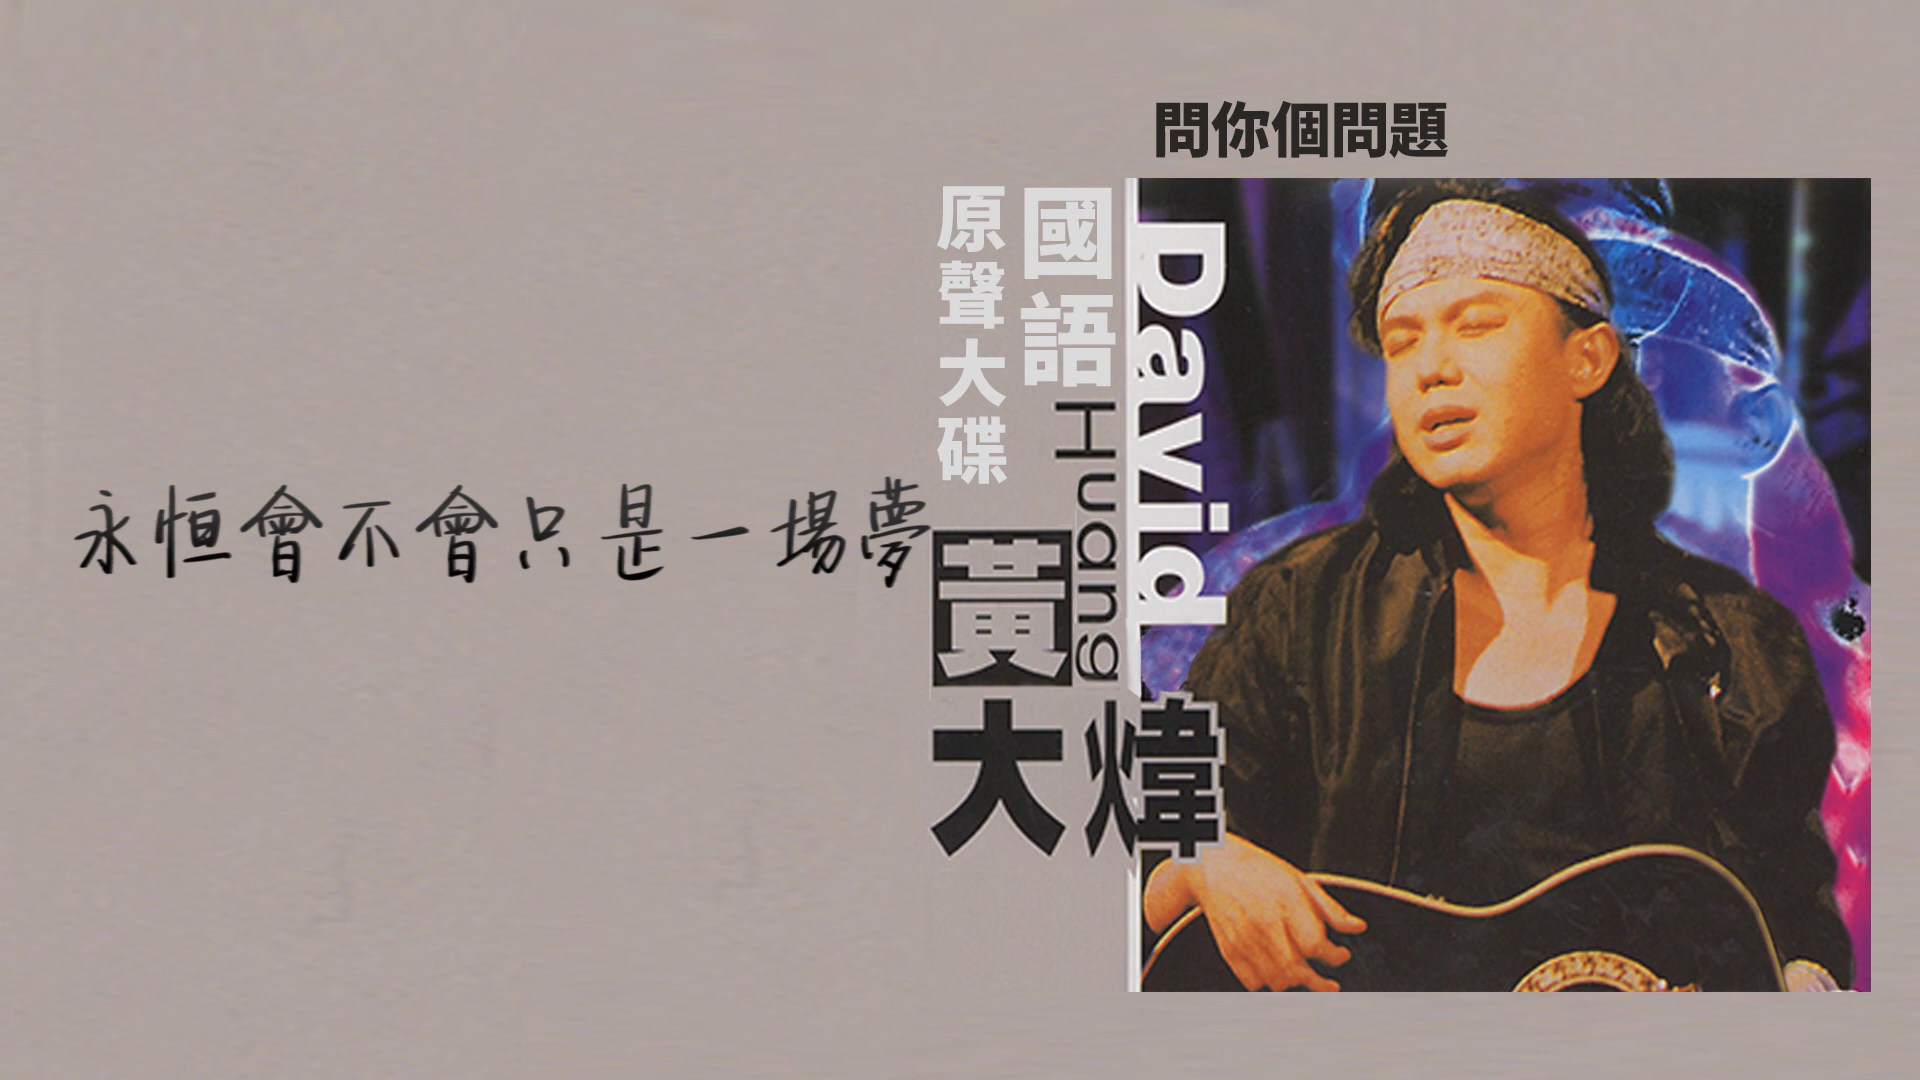 問你個問題
國語
原聲大碟
David
Huang
黃大煒
永恒會不會只是一場夢